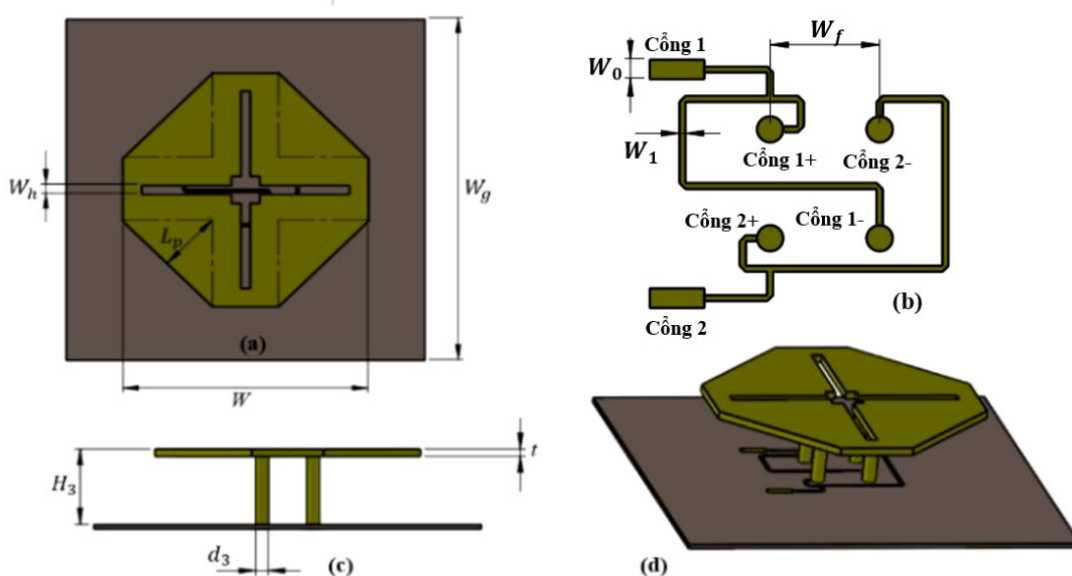 W_h
L_p
W_g
(a)
W
Cổng 1
W_f
W_0
W_1
Cổng 1+
Cổng 2-
Cổng 2+
Cổng 1-
Cổng 2
(b)
H_3
t
d_3
(c)
(d)